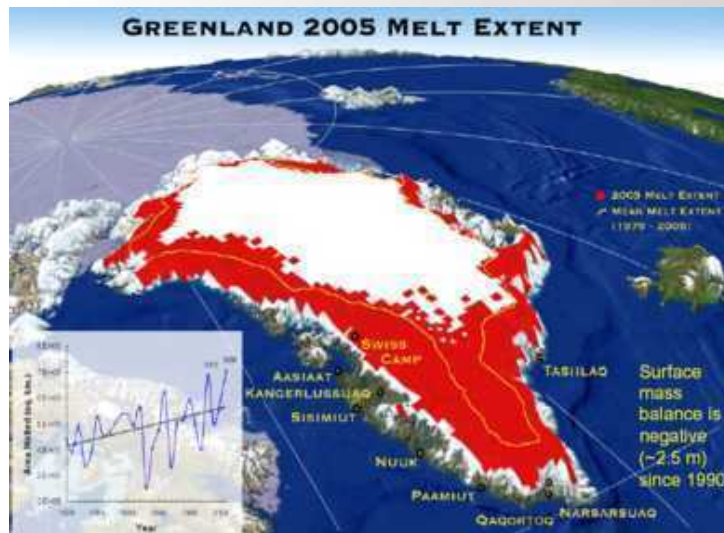 GREENLAND 2005 MELT EXTENT
2005 MELT EXTENT
MEAN MELT EXTENT
SWISS
CAMP
AASIAAT
KANGERLUSSUAQ
SISIMIUT
NUUK
PAAMIUT
QAQORTOQ
NARSARSUAQ
TASIILAQ
Surface
mass
balance is
negative
(~2.5 m)
since 1990
Year